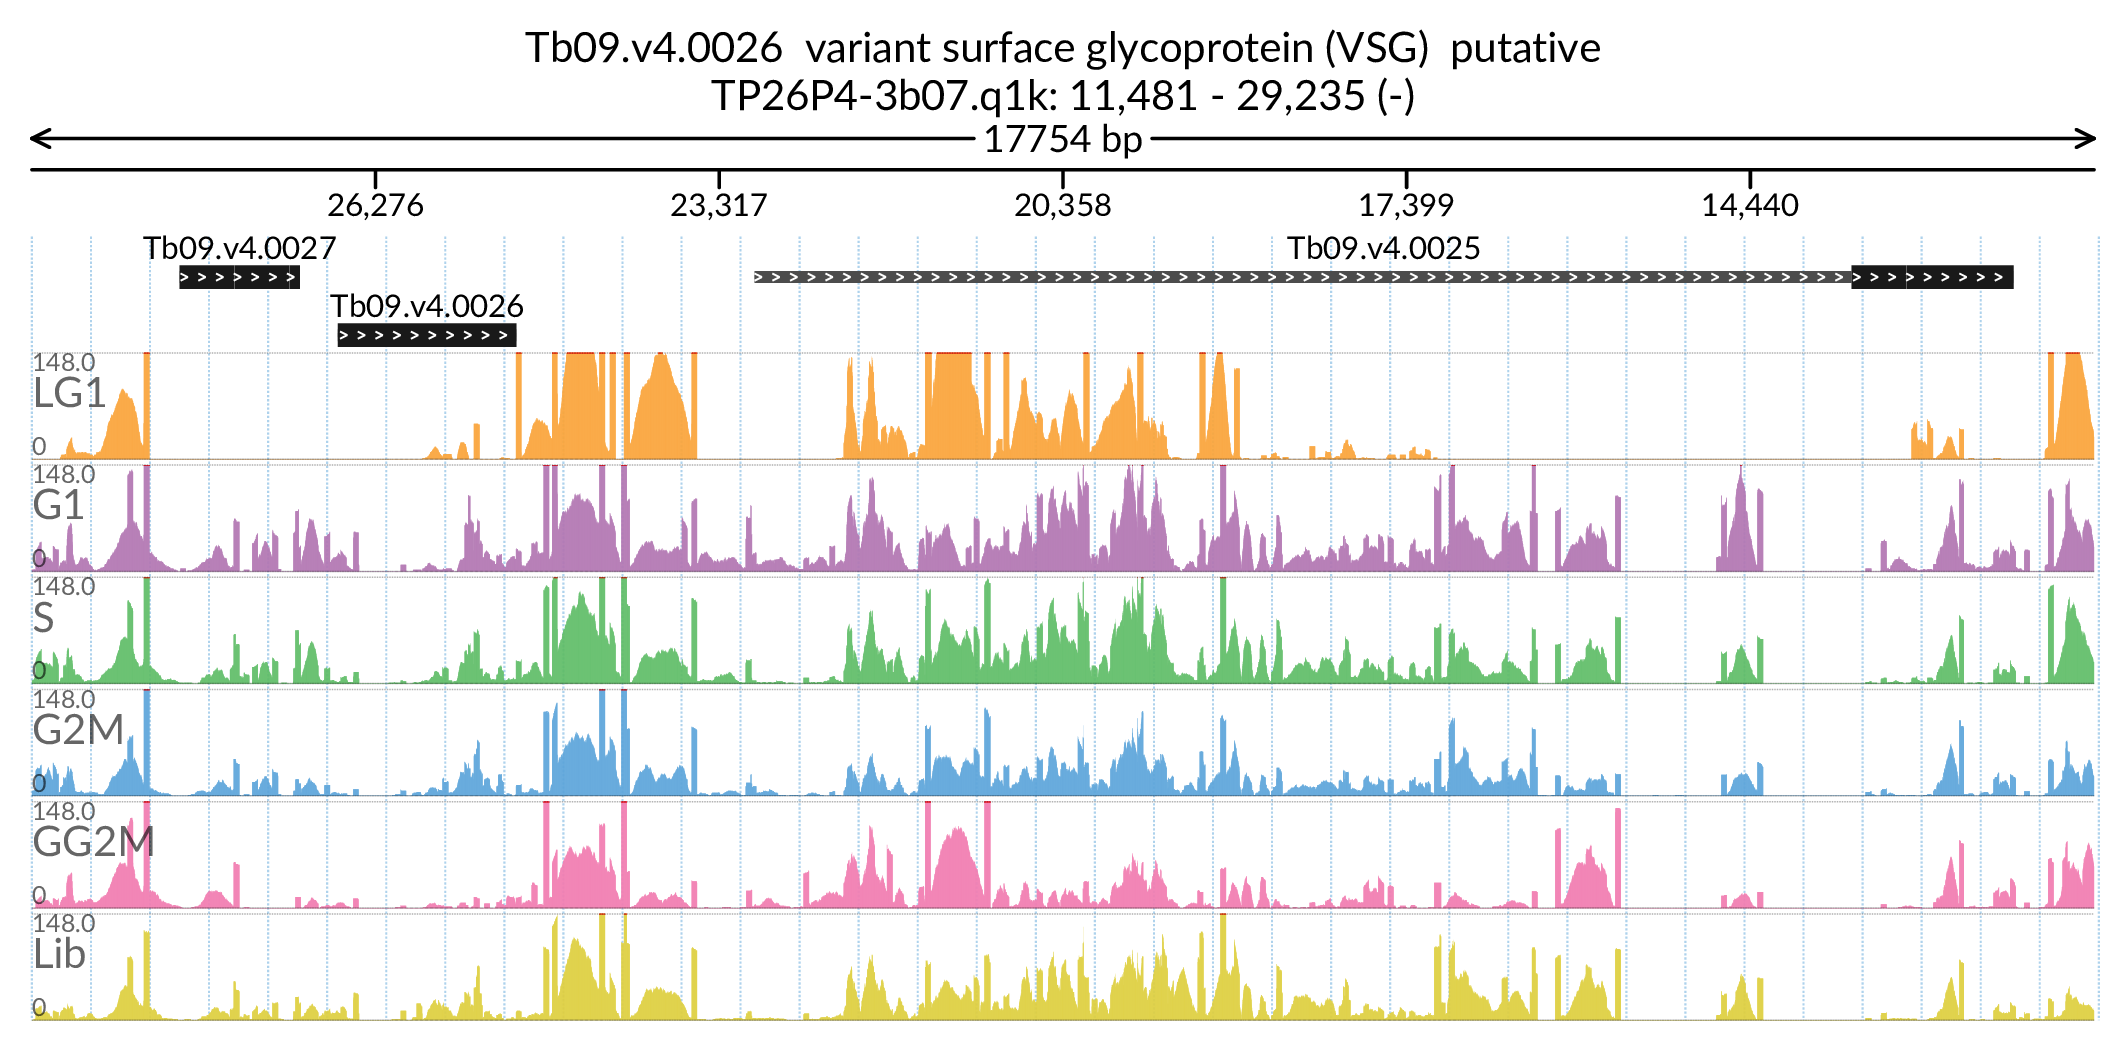 Tb09.v4.0026  variant surface glycoprotein (VSG)  putative
TP26P4-3b07.q1k: 11,481 - 29,235 (-)
17754 bp
26,276 23,317 20,358 17,399 14,440
Tb09.v4.0027 Tb09.v4.0025
Tb09.v4.0026
148.0
LG1
0
148.0
G1
0
148.0
S
0
148.0
G2M
0
148.0
GG2M
0
148.0
Lib
0